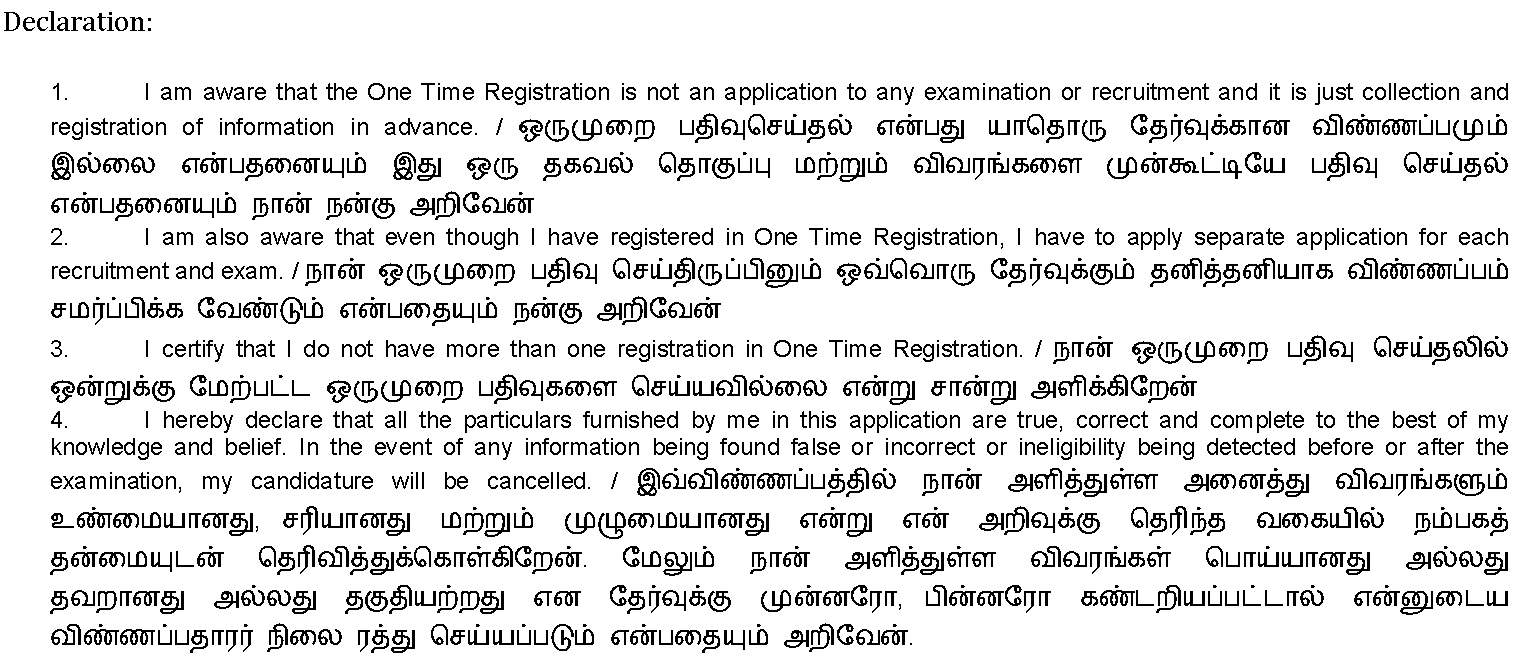 Declaration:
1. I am aware that the One Time Registration is not an application to any examination or recruitment and it is just collection and
registration of information in advance. / ஒருமுறை பதிவுசெய்தல் என்பது யாதொரு தேர்வுக்கான விண்ணப்பமும்
இல்லை என்பதனையும் இது ஒரு தகவல் தொகுப்பு மற்றும் விவரங்களை முன்கூட்டியே பதிவு செய்தல்
என்பதனையும் நான் நன்கு அறிவேன்
2. I am also aware that even though I have registered in One Time Registration, I have to apply separate application for each
recruitment and exam. / நான் ஒருமுறை பதிவு செய்திருப்பினும் ஒவ்வொரு தேர்வுக்கும் தனித்தனியாக விண்ணப்பம்
சமர்ப்பிக்க வேண்டும் என்பதையும் நன்கு அறிவேன்
3. I certify that I do not have more than one registration in One Time Registration. / நான் ஒருமுறை பதிவு செய்தலில்
ஒன்றுக்கு மேற்பட்ட ஒருமுறை பதிவுகளை செய்யவில்லை என்று சான்று அளிக்கிறேன்
4. I hereby declare that all the particulars furnished by me in this application are true, correct and complete to the best of my
knowledge and belief. In the event of any information being found false or incorrect or ineligibility being detected before or after the
examination, my candidature will be cancelled. / இவ்விண்ணப்பத்தில் நான் அளித்துள்ள அனைத்து விவரங்களும்
உண்மையானது, சரியானது மற்றும் முழுமையானது என்று என் அறிவுக்கு தெரிந்த வகையில் நம்பகத்
தன்மையுடன் தெரிவித்துக்கொள்கிறேன். மேலும் நான் அளித்துள்ள விவரங்கள் பொய்யானது அல்லது
தவறானது அல்லது தகுதியற்றது என தேர்வுக்கு முன்னரோ, பின்னரோ கண்டறியப்பட்டால் என்னுடைய
விண்ணப்பதாரர் நிலை ரத்து செய்யப்படும் என்பதையும் அறிவேன்.